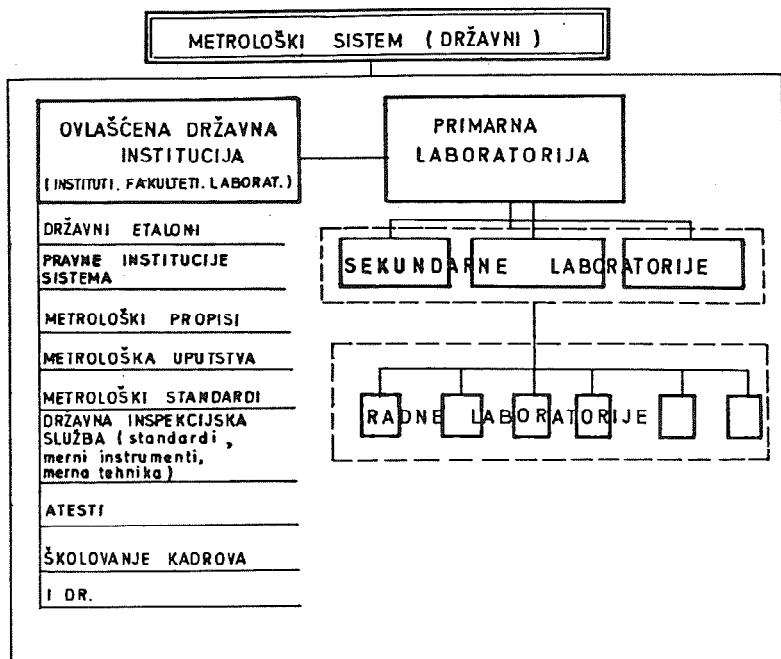 METROLOŠKI SISTEM ( DRŽAVNI )
OVLAŠĆENA DRŽAVNA
INSTITUCIJA
( INSTITUTI. FAKULTETI. LABORAT. )
DRŽAVNI ETALONI
PRAVNE INSTITUCIJE
SISTEMA
METROLOŠKI PROPISI
METROLOŠKA UPUTSTVA
METROLOŠKI STANDARDI
DRŽAVNA INSPEKCIJSKA
SLUŽBA ( standardi ,
merni instrumenti,
merna tehnika )
ATESTI
ŠKOLOVANJE KADROVA
I DR.
PRIMARNA
LABORATORIJA
SEKUNDARNE LABORATORIJE
RADNE LABORATORIJE